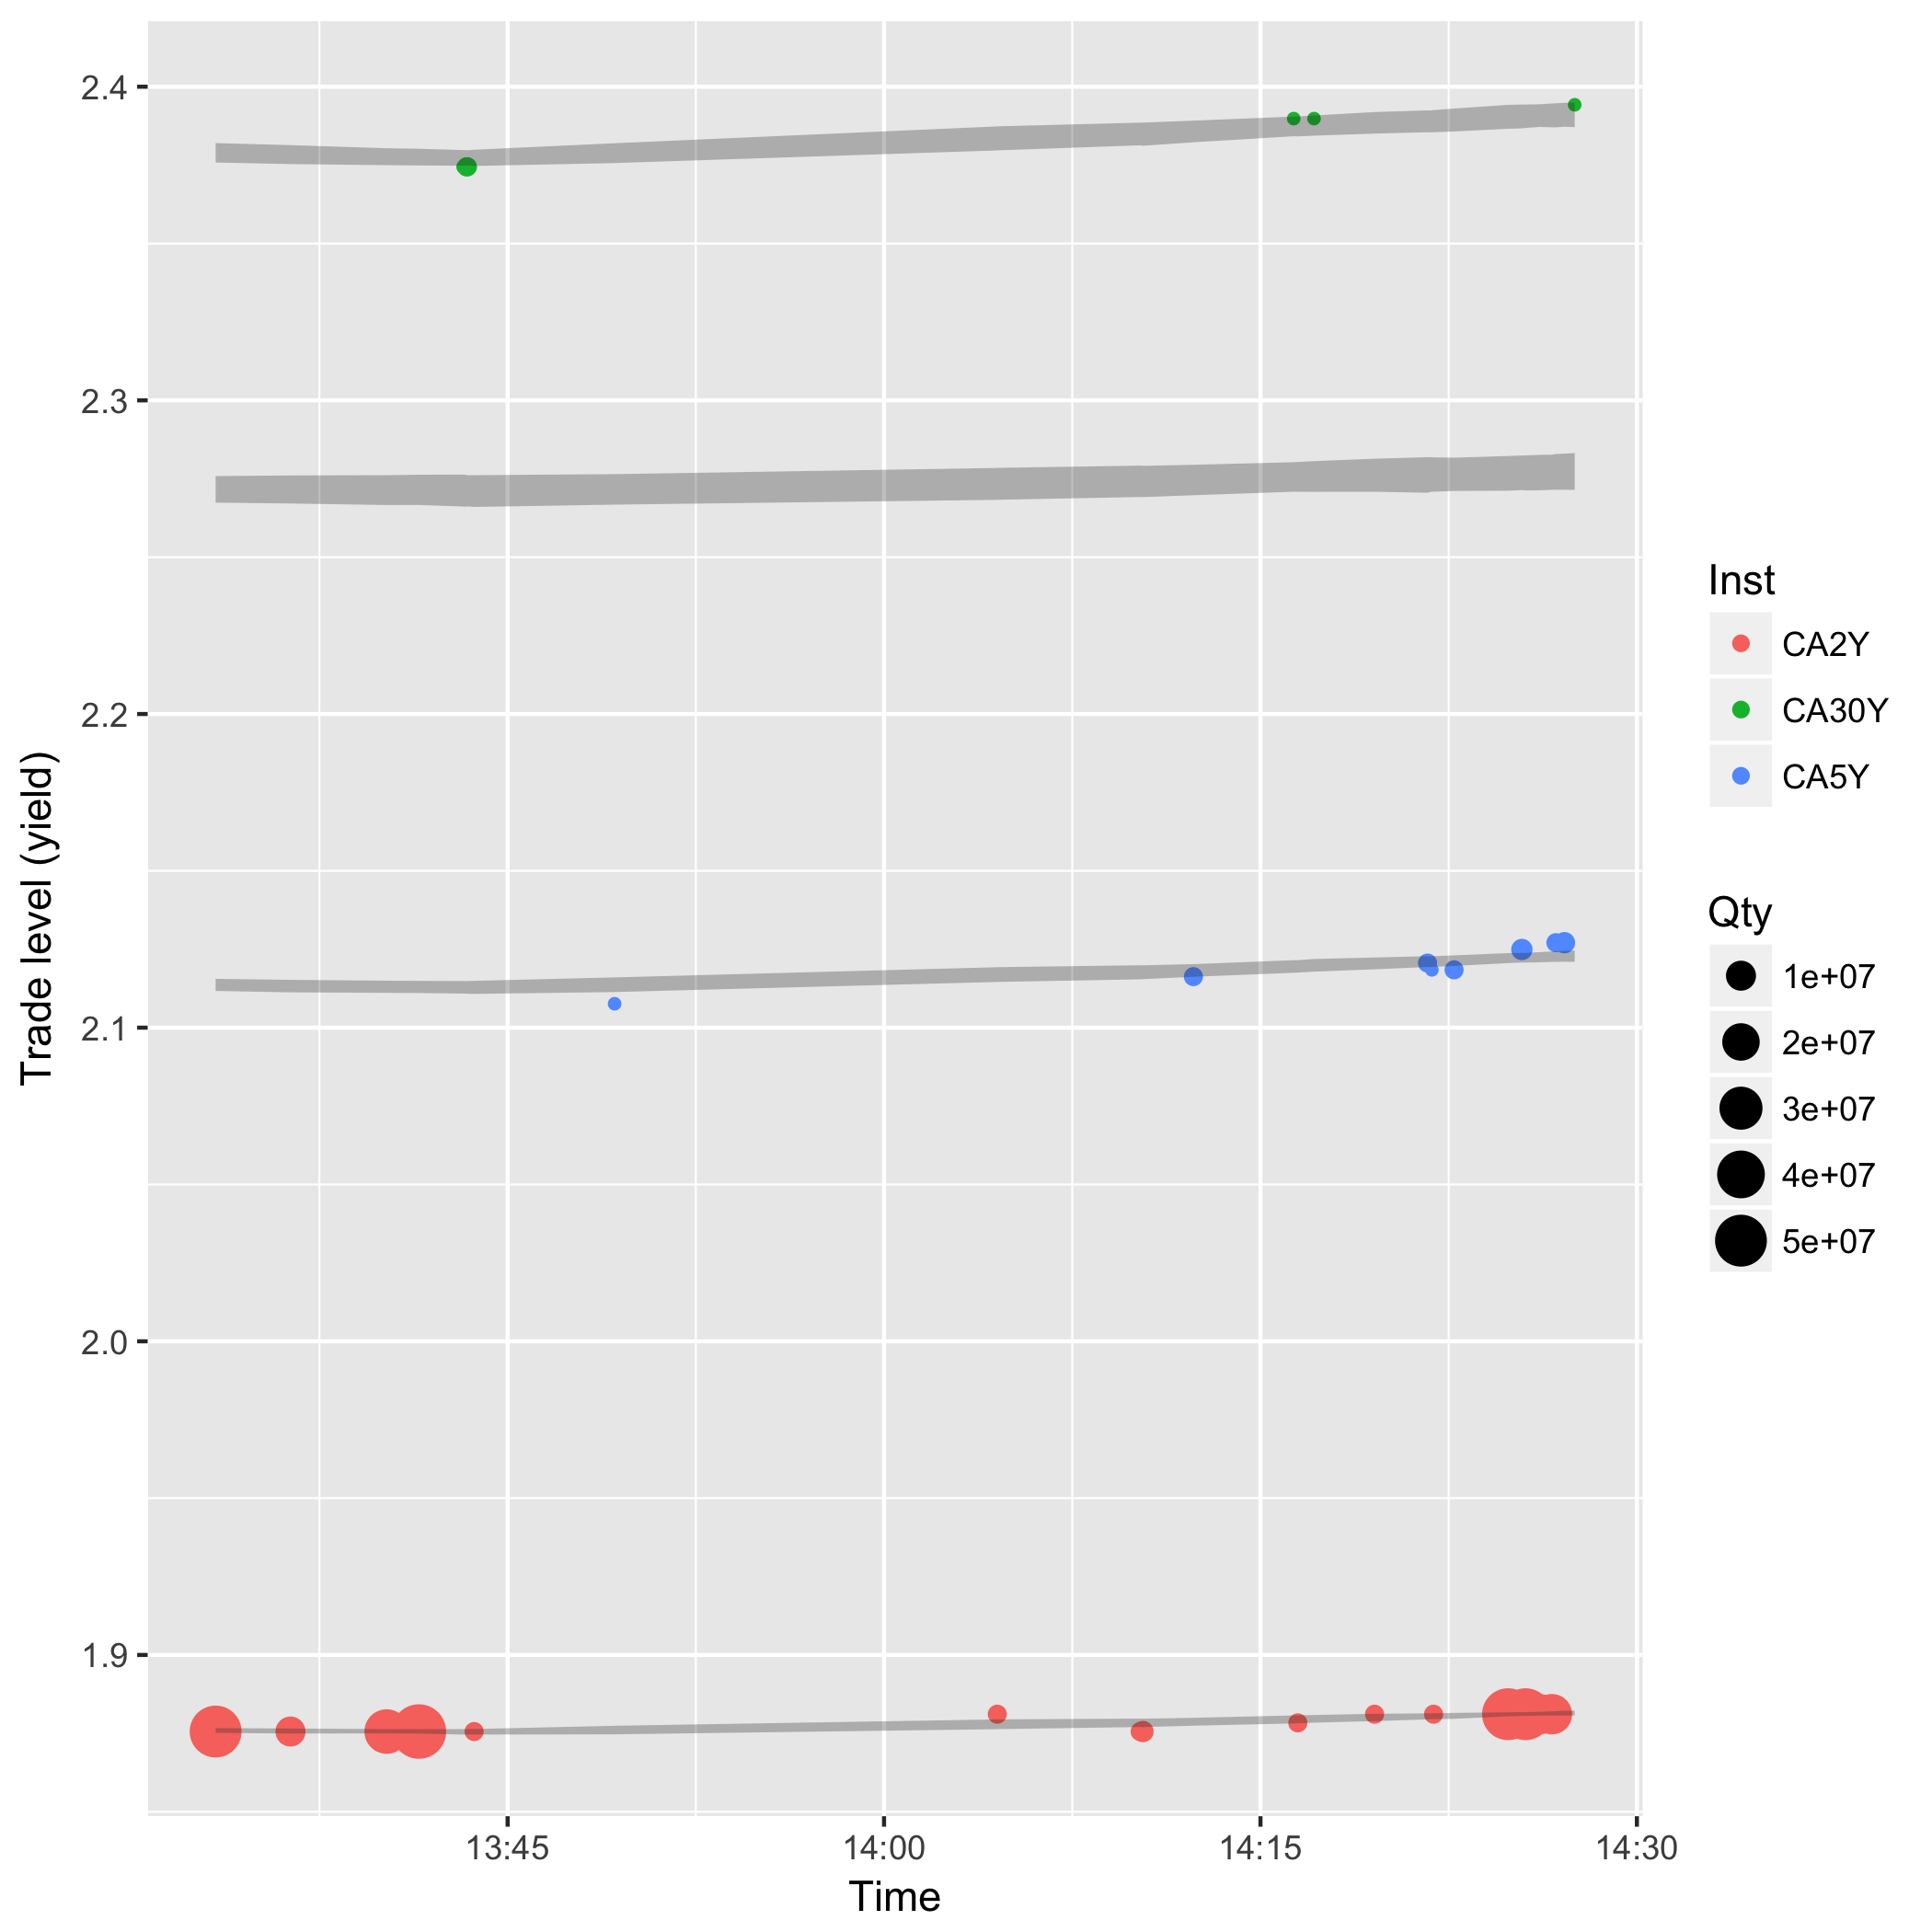 Trade level (yield)
2.4
2.3
2.2
2.1
2.0
1.9
13:45
14:00
14:15
14:30
Time
Inst
CA2Y
CA30Y
CA5Y
Qty
1e+07
2e+07
3e+07
4e+07
5e+07